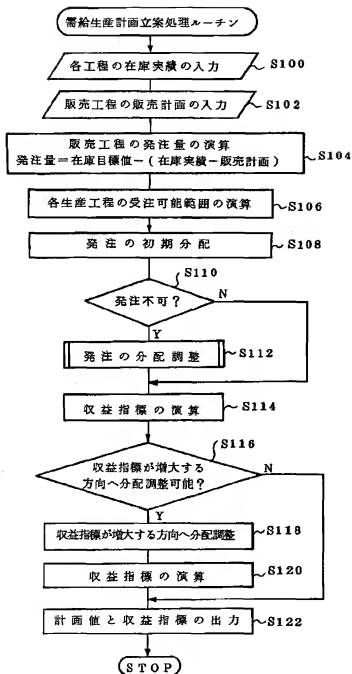 需給生産計画立案処理ルーチン
各工程の在庫実績の入力 S100
販売工程の販売計画の入力 S102
販売工程の発注量の演算
発注量=在庫目標値-(在庫実績-販売計画) S104
各生産工程の受注可能範囲の演算 S106
発注の初期分配 S108
S110
発注不可? N
Y
発注の分配調整 S112
収益指標の演算 S114
S116
収益指標が増大する N
方向へ分配調整可能?
Y
収益指標が増大する方向へ分配調整 S118
収益指標の演算 S120
計画値と収益指標の出力 S122
STOP